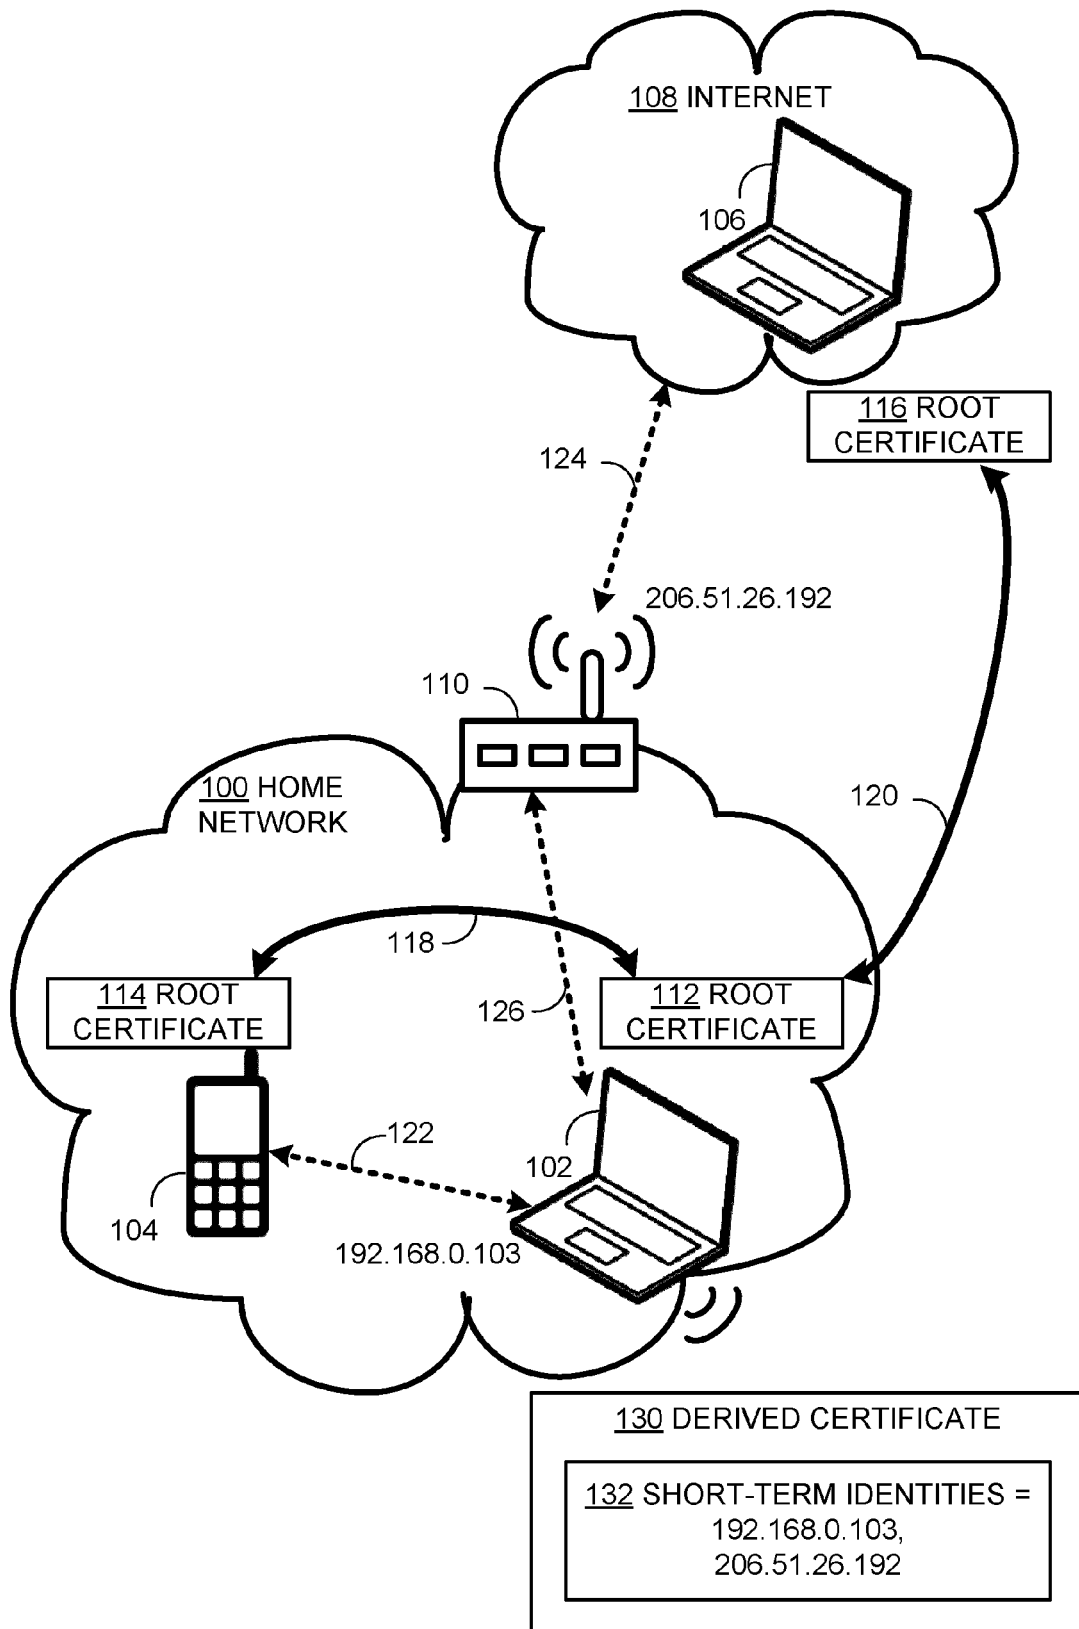 108 INTERNET
106
116 ROOT
CERTIFICATE
124
206.51.26.192
110
100 HOME
NETWORK
120
118
114 ROOT
CERTIFICATE
112 ROOT
CERTIFICATE
126
122
102
104
192.168.0.103
130 DERIVED CERTIFICATE
132 SHORT-TERM IDENTITIES =
192.168.0.103,
206.51.26.192